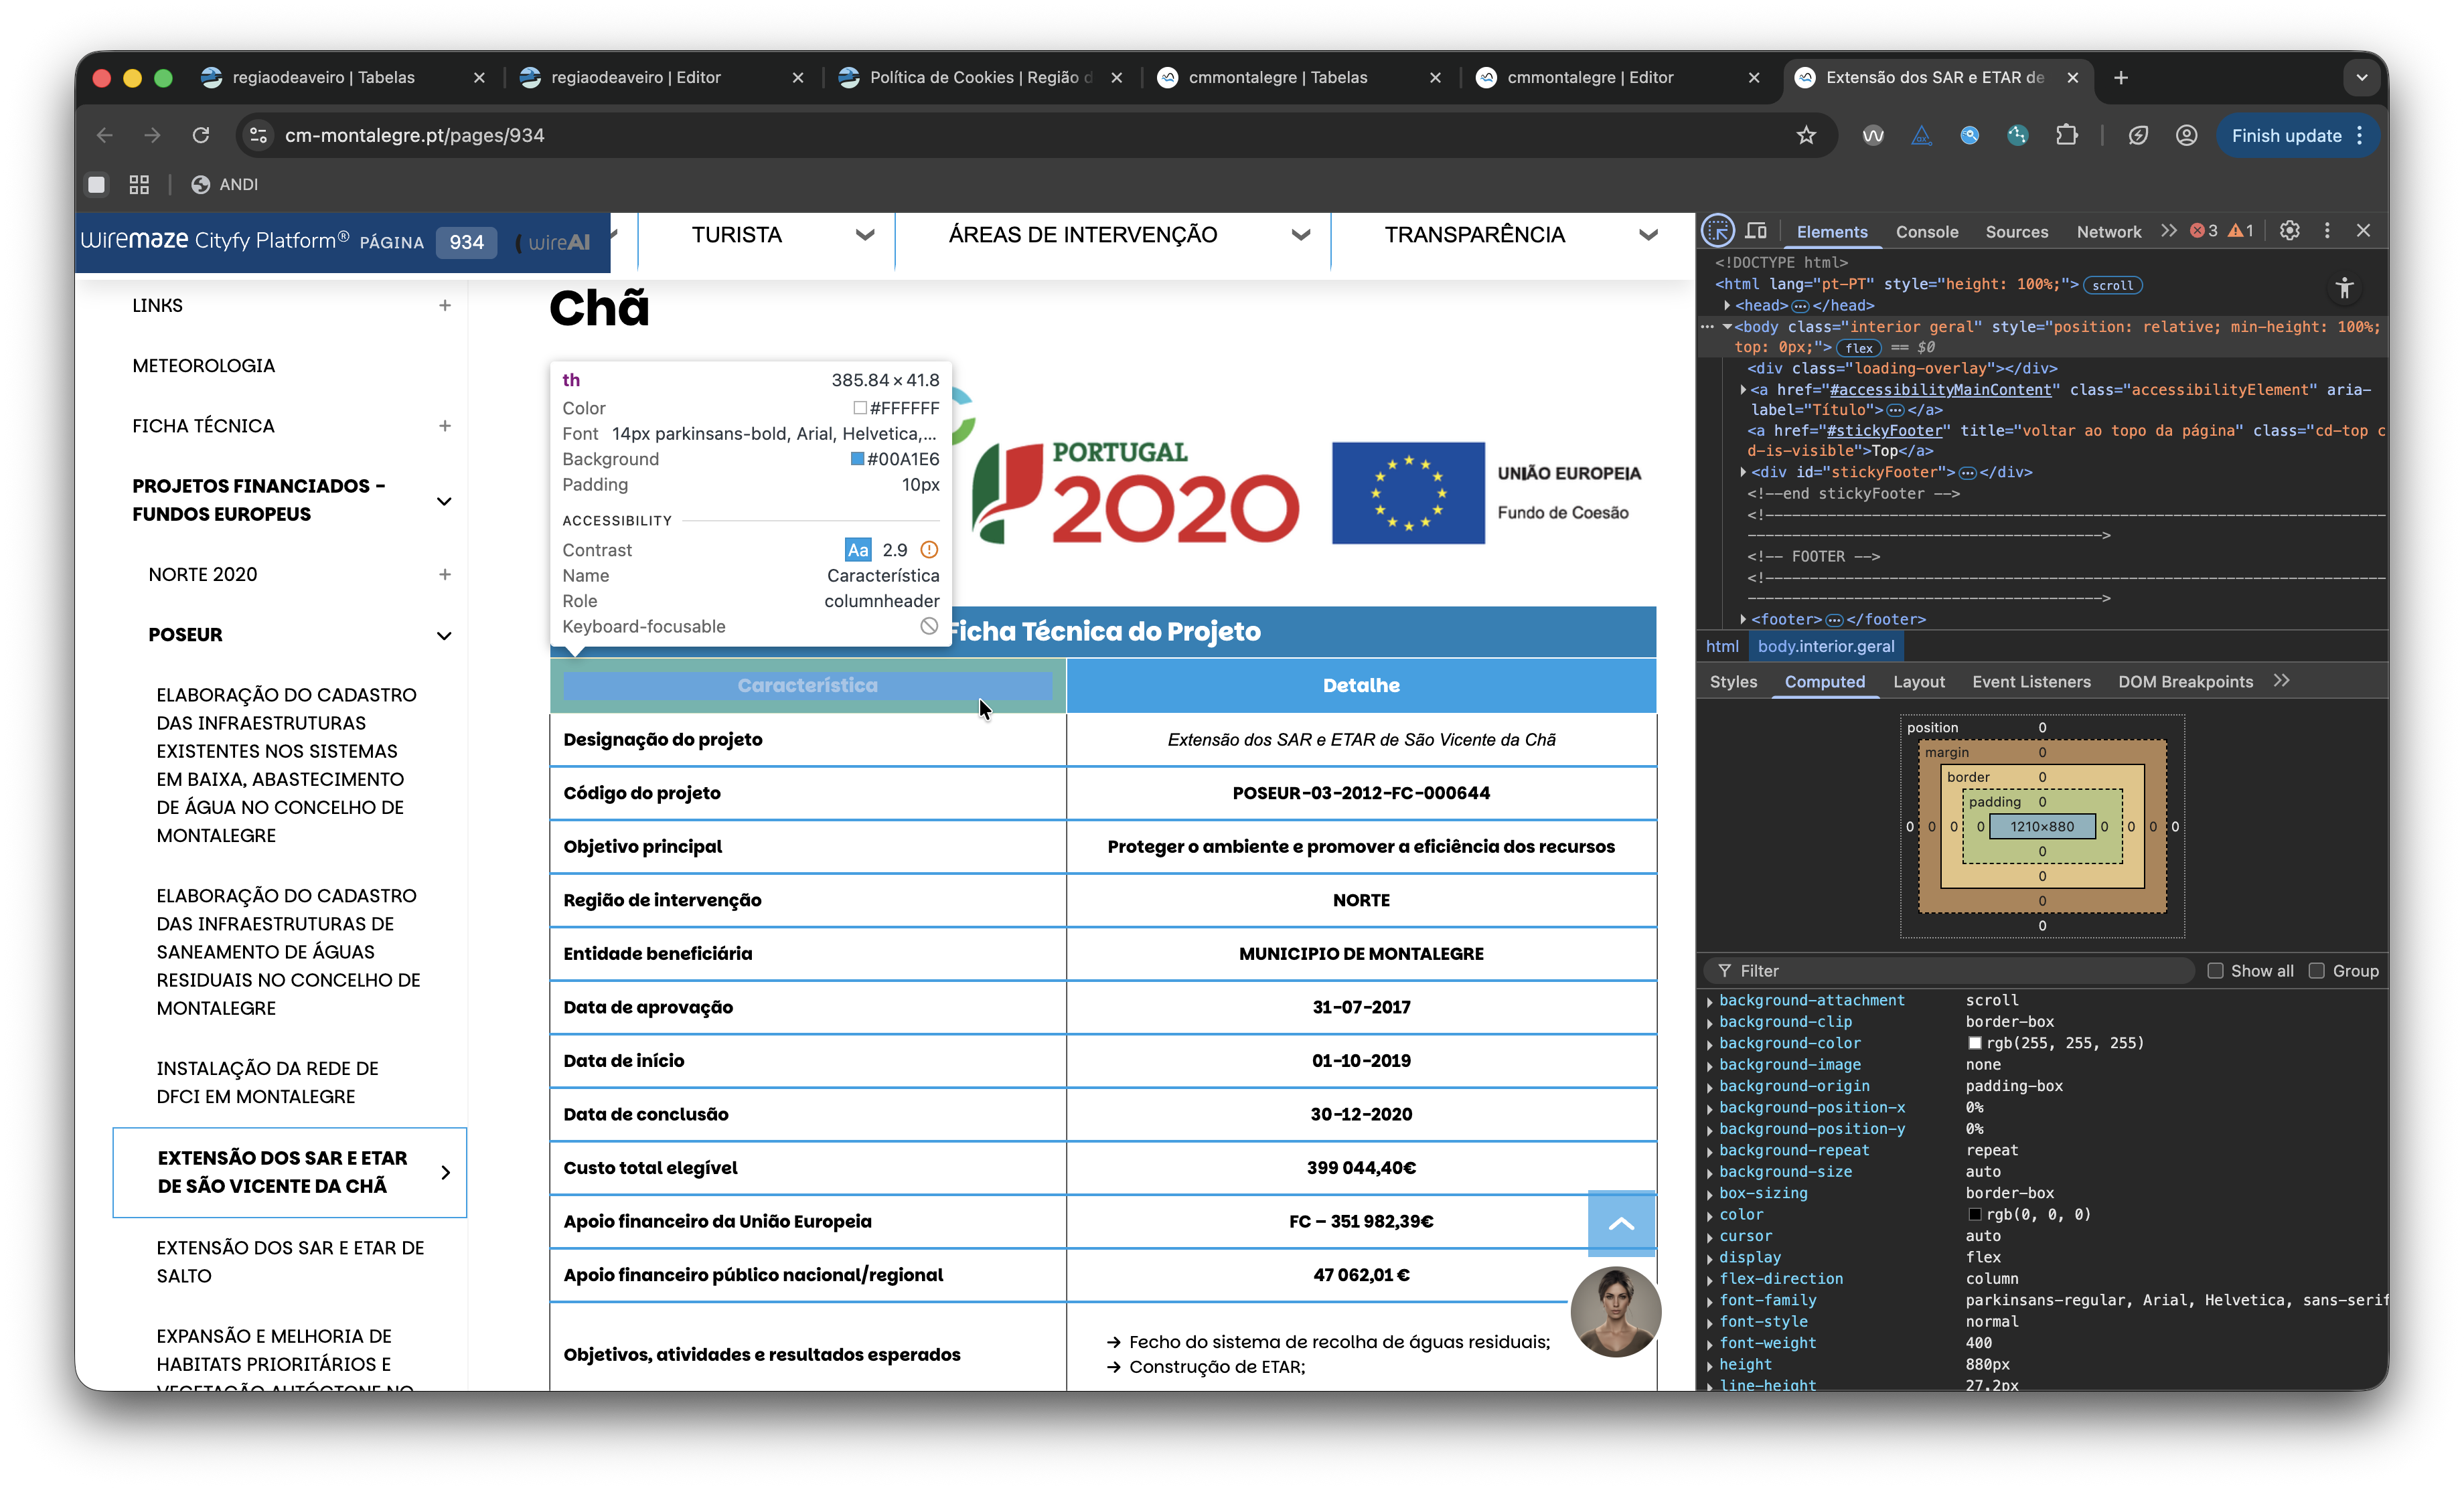 regiaodeaveiro | Tabelas
regiaodeaveiro | Editor
Política de Cookies | Região d
cmmontalegre | Tabelas
cmmontalegre | Editor
Extensão dos SAR e ETAR de
cm-montalegre.pt/pages/934
Finish update
ANDI
wiremaze Cityfy Platform® PÁGINA 934 (wireAI
TURISTA
ÁREAS DE INTERVENÇÃO
TRANSPARÊNCIA
LINKS +
METEOROLOGIA
FICHA TÉCNICA +
PROJETOS FINANCIADOS -
FUNDOS EUROPEUS
NORTE 2020 +
POSEUR
ELABORAÇÃO DO CADASTRO
DAS INFRAESTRUTURAS
EXISTENTES NOS SISTEMAS
EM BAIXA, ABASTECIMENTO
DE ÁGUA NO CONCELHO DE
MONTALEGRE
ELABORAÇÃO DO CADASTRO
DAS INFRAESTRUTURAS DE
SANEAMENTO DE ÁGUAS
RESIDUAIS NO CONCELHO DE
MONTALEGRE
INSTALAÇÃO DA REDE DE
DFCI EM MONTALEGRE
EXTENSÃO DOS SAR E ETAR
DE SÃO VICENTE DA CHÃ
EXTENSÃO DOS SAR E ETAR DE
SALTO
EXPANSÃO E MELHORIA DE
HABITATS PRIORITÁRIOS E
VEGETAÇÃO AUTÓCTONE NO
Chã
th 385.84 × 41.8
Color #FFFFFF
Font 14px parkinsans-bold, Arial, Helvetica,...
Background #00A1E6
Padding 10px
ACCESSIBILITY
Contrast Aa 2.9
Name Característica
Role columnheader
Keyboard-focusable
PORTUGAL
2020
UNIÃO EUROPEIA
Fundo de Coesão
Ficha Técnica do Projeto
Característica Detalhe
Designação do projeto Extensão dos SAR e ETAR de São Vicente da Chã
Código do projeto POSEUR-03-2012-FC-000644
Objetivo principal Proteger o ambiente e promover a eficiência dos recursos
Região de intervenção NORTE
Entidade beneficiária MUNICIPIO DE MONTALEGRE
Data de aprovação 31-07-2017
Data de início 01-10-2019
Data de conclusão 30-12-2020
Custo total elegível 399 044,40€
Apoio financeiro da União Europeia FC – 351 982,39€
Apoio financeiro público nacional/regional 47 062,01 €
Objetivos, atividades e resultados esperados
→ Fecho do sistema de recolha de águas residuais;
→ Construção de ETAR;
Elements Console Sources Network 3 1
<!DOCTYPE html>
<html lang="pt-PT" style="height: 100%;"> scroll
<head> ... </head>
... <body class="interior geral" style="position: relative; min-height: 100%;
top: 0px;"> flex == $0
<div class="loading-overlay"></div>
<a href="#accessibilityMainContent" class="accessibilityElement" aria-
label="Título"> ... </a>
<a href="#stickyFooter" title="voltar ao topo da página" class="cd-top c
d-is-visible">Top</a>
<div id="stickyFooter"> ... </div>
<!--end stickyFooter -->
<!------------------------------------------------------------------
------------------------------------->
<!-- FOOTER -->
<!------------------------------------------------------------------
------------------------------------->
<footer> ... </footer>
html body.interior.geral
Styles Computed Layout Event Listeners DOM Breakpoints
position 0
margin 0
border 0
padding 0
0 0 0 0 1210×880 0 0 0 0
0
0
0
0
Filter Show all Group
background-attachment scroll
background-clip border-box
background-color rgb(255, 255, 255)
background-image none
background-origin padding-box
background-position-x 0%
background-position-y 0%
background-repeat repeat
background-size auto
box-sizing border-box
color rgb(0, 0, 0)
cursor auto
display flex
flex-direction column
font-family parkinsans-regular, Arial, Helvetica, sans-serif
font-style normal
font-weight 400
height 880px
line-height 27.2px